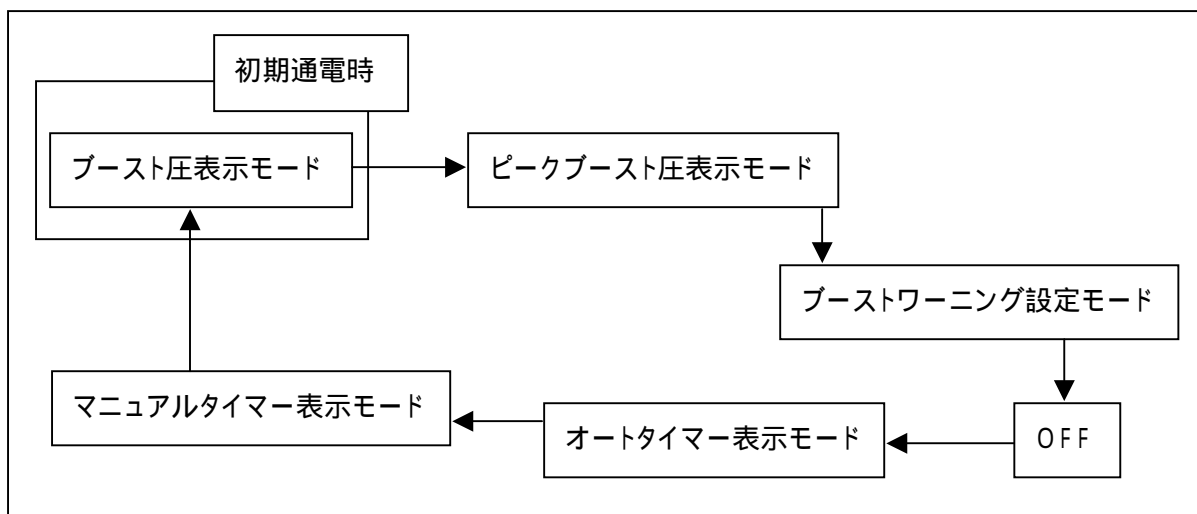 初期通電時
ブースト圧表示モード
ピークブースト圧表示モード
ブーストワーニング設定モード
OFF
オートタイマー表示モード
マニュアルタイマー表示モード